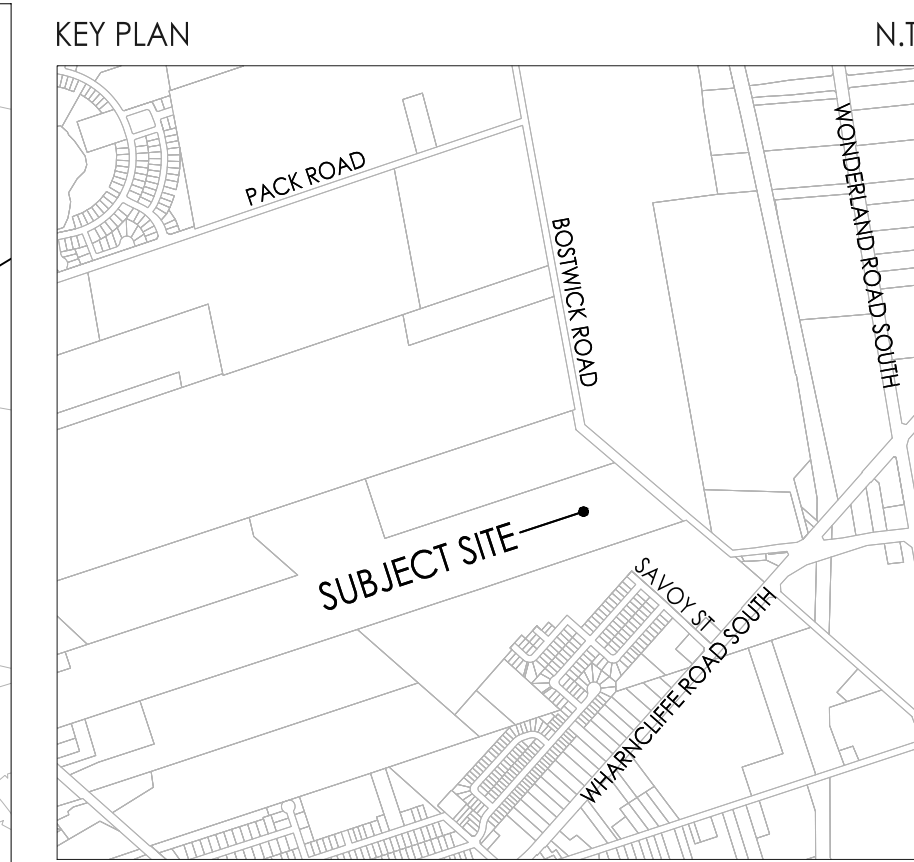 KEY PLAN
N.T
PACK ROAD
WONDERLAND ROAD SOUTH
BOSTWICK ROAD
SUBJECT SITE
SAVOY ST
WHARNCLIFFE ROAD SOUTH